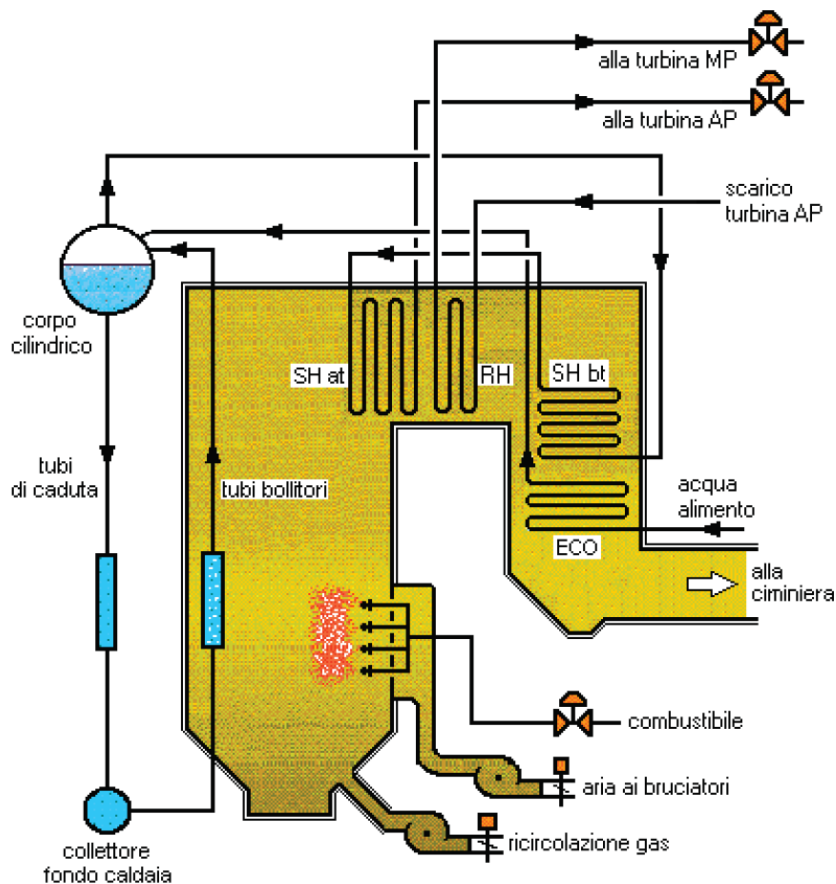 alla turbina MP
alla turbina AP
scarico
turbina AP
corpo
cilindrico
SH at
RH
SH bt
tubi
di caduta
tubi bollitori
acqua
alimento
ECO
alla
ciminiera
combustibile
aria ai bruciatori
ricircolazione gas
collettore
fondo caldaia